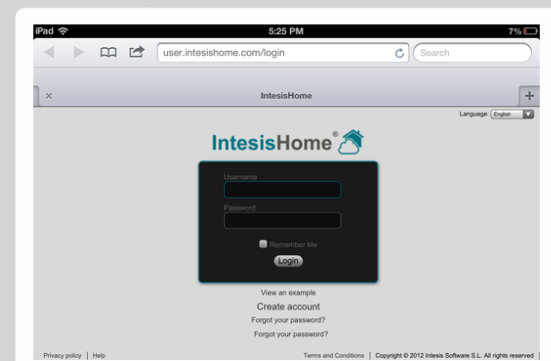 iPad 5:25 PM 7%
user.intesishome.com/login Search
IntesisHome
Language: English
IntesisHome®
Username
Password
Remember Me
Login
View an example
Create account
Forgot your password?
Forgot your password?
Privacy policy | Help Terms and Conditions | Copyright © 2012 Intesis Software S.L. All rights reserved